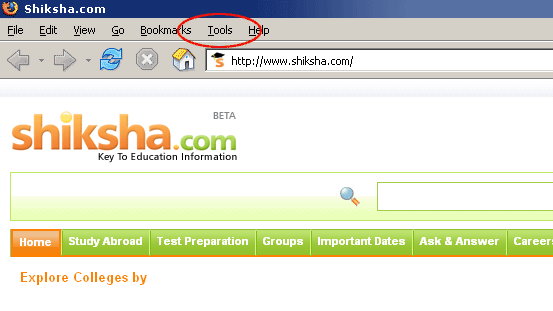 Shiksha.com
File Edit View Go Bookmarks Tools Help
http://www.shiksha.com/
BETA
shiksha.com
Key To Education Information
Home Study Abroad Test Preparation Groups Important Dates Ask & Answer Careers
Explore Colleges by